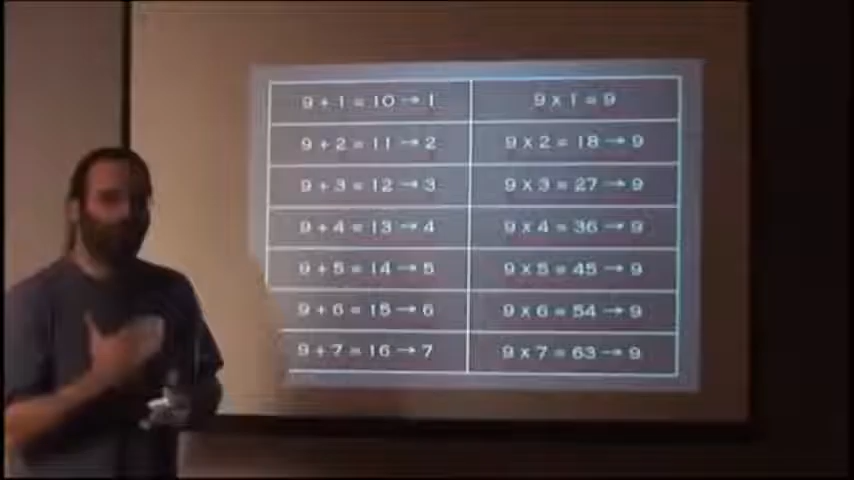 9 + 1 = 10 → 1 9 x 1 = 9
9 + 2 = 11 → 2 9 x 2 = 18 → 9
9 + 3 = 12 → 3 9 x 3 = 27 → 9
9 + 4 = 13 → 4 9 x 4 = 36 → 9
9 + 5 = 14 → 5 9 x 5 = 45 → 9
9 + 6 = 15 → 6 9 x 6 = 54 → 9
9 + 7 = 16 → 7 9 x 7 = 63 → 9